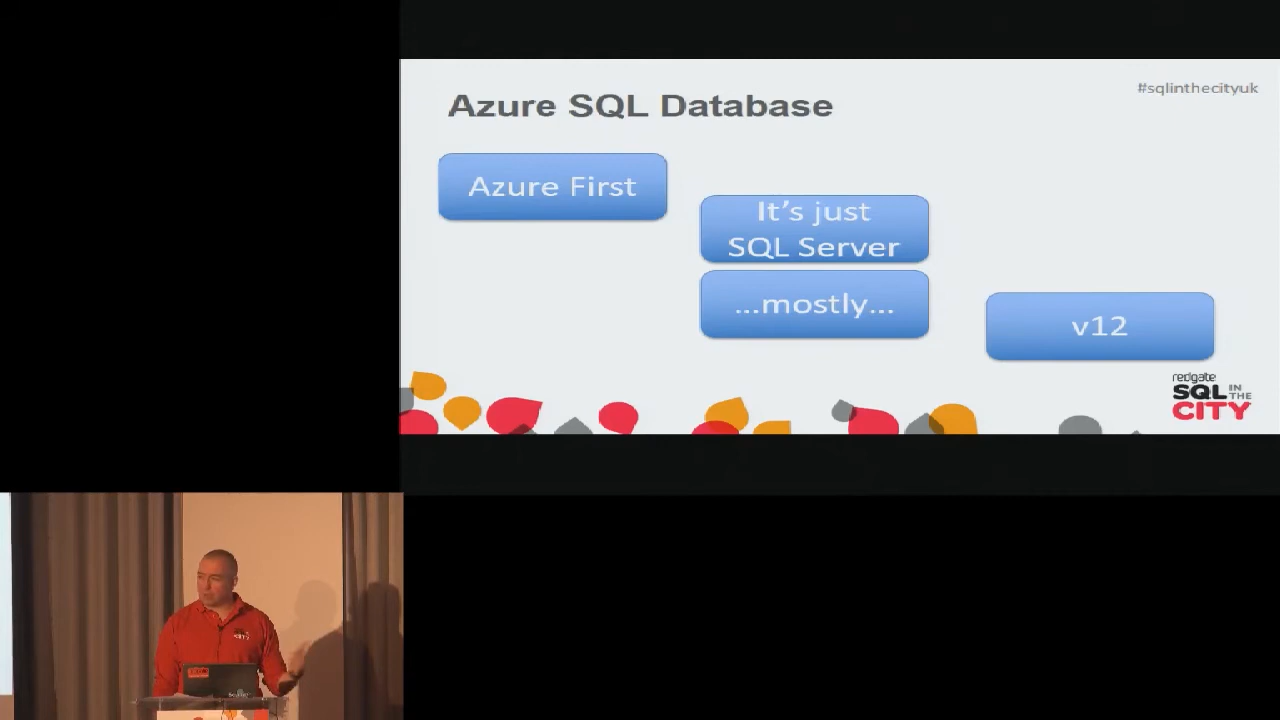 #sqlinthecityuk
Azure SQL Database
Azure First
It's just
SQL Server
...mostly...
v12
redgate
SQL IN THE
CITY